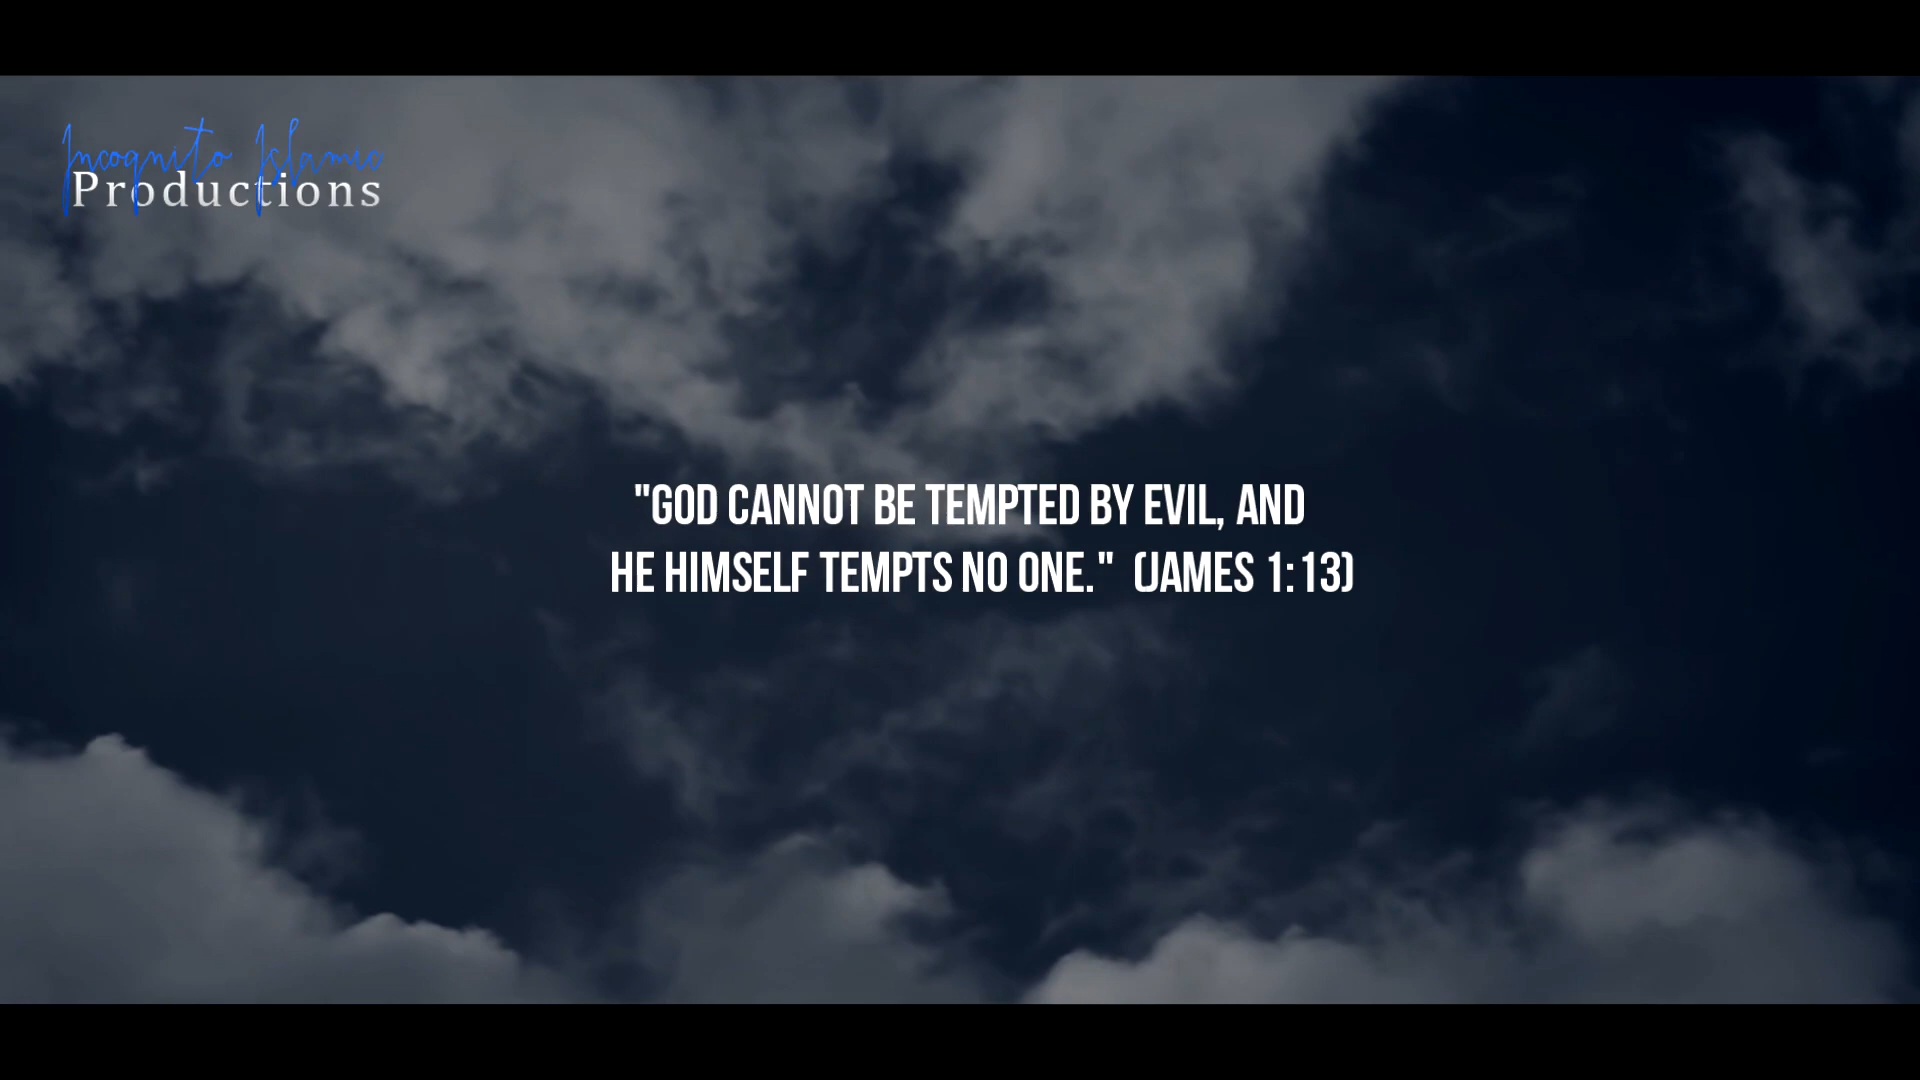 Incognito Islamic
Productions
"GOD CANNOT BE TEMPTED BY EVIL, AND
HE HIMSELF TEMPTS NO ONE." (JAMES 1:13)